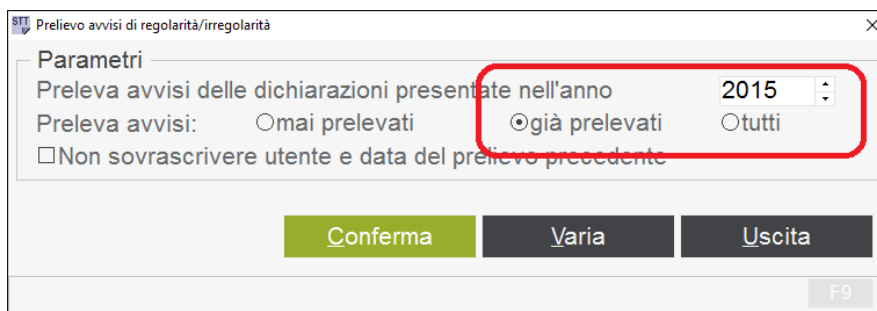 STT Prelievo avvisi di regolarità/irregolarità
Parametri
Preleva avvisi delle dichiarazioni presentate nell'anno 2015
Preleva avvisi: mai prelevati già prelevati tutti
Non sovrascrivere utente e data del prelievo precedente
Conferma Varia Uscita
F9